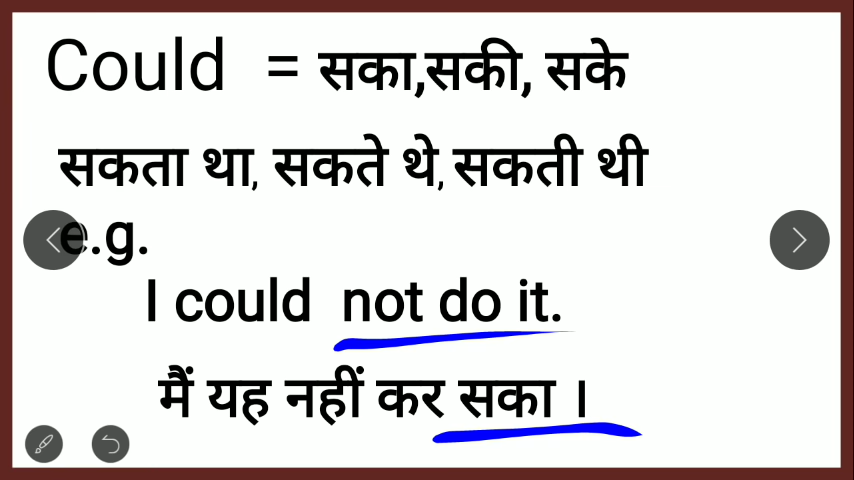 Could = सका,सकी, सके
सकता था, सकते थे, सकती थी
e.g.
I could not do it.
मैं यह नहीं कर सका ।